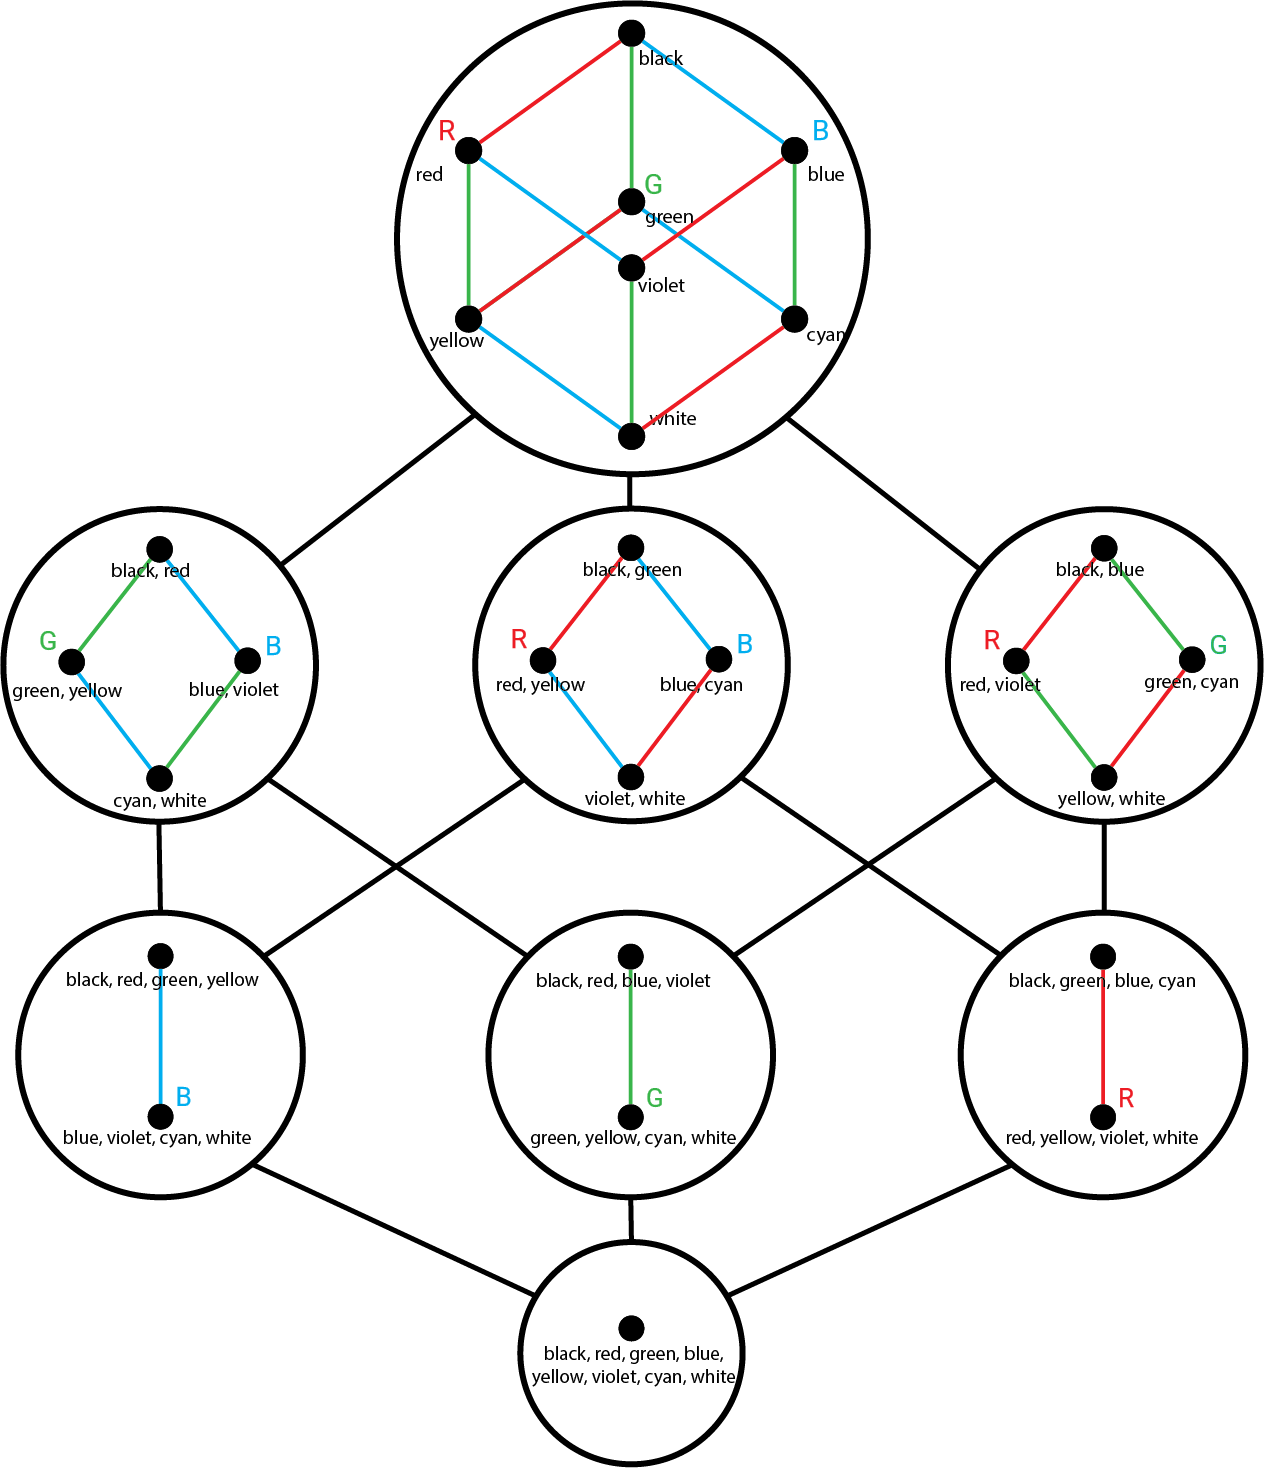 black
R
B
red
blue
G
green
violet
yellow
cyan
white
black, red
G
B
green, yellow
blue, violet
cyan, white
black, green
R
B
red, yellow
blue, cyan
violet, white
black, blue
R
G
red, violet
green, cyan
yellow, white
black, red, green, yellow
B
blue, violet, cyan, white
black, red, blue, violet
G
green, yellow, cyan, white
black, green, blue, cyan
R
red, yellow, violet, white
black, red, green, blue,
yellow, violet, cyan, white